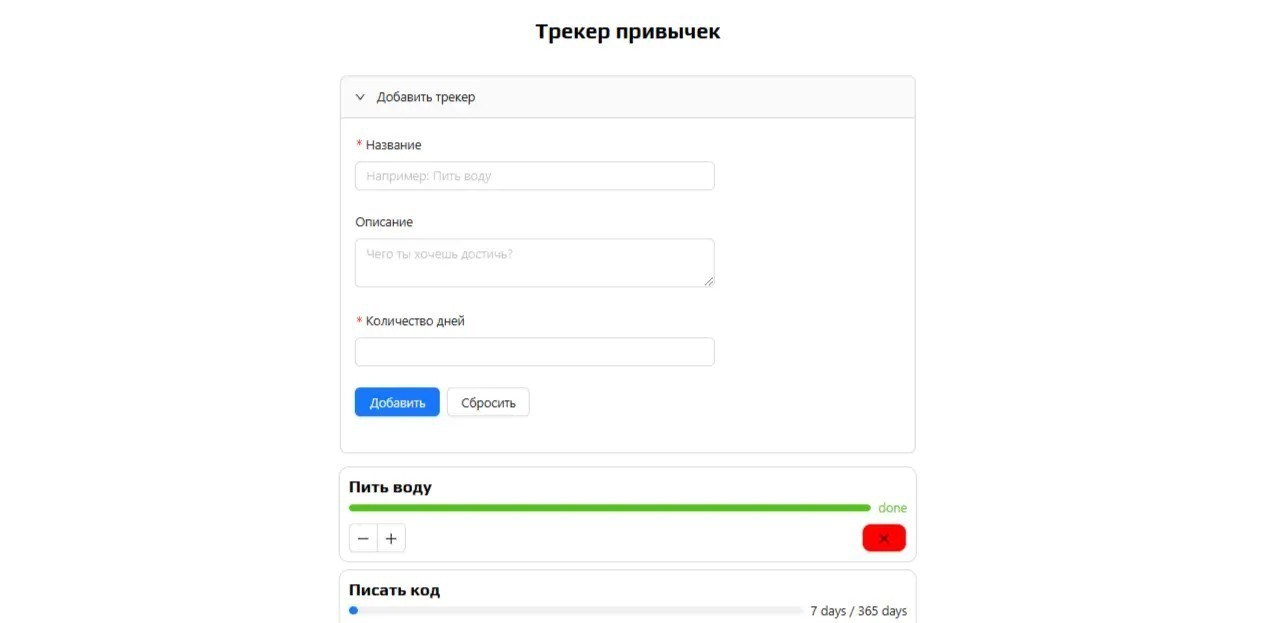 Трекер привычек
Добавить трекер
* Название
Например: Пить воду
Описание
Чего ты хочешь достичь?
* Количество дней
Добавить Сбросить
Пить воду
done
Писать код
7 days / 365 days